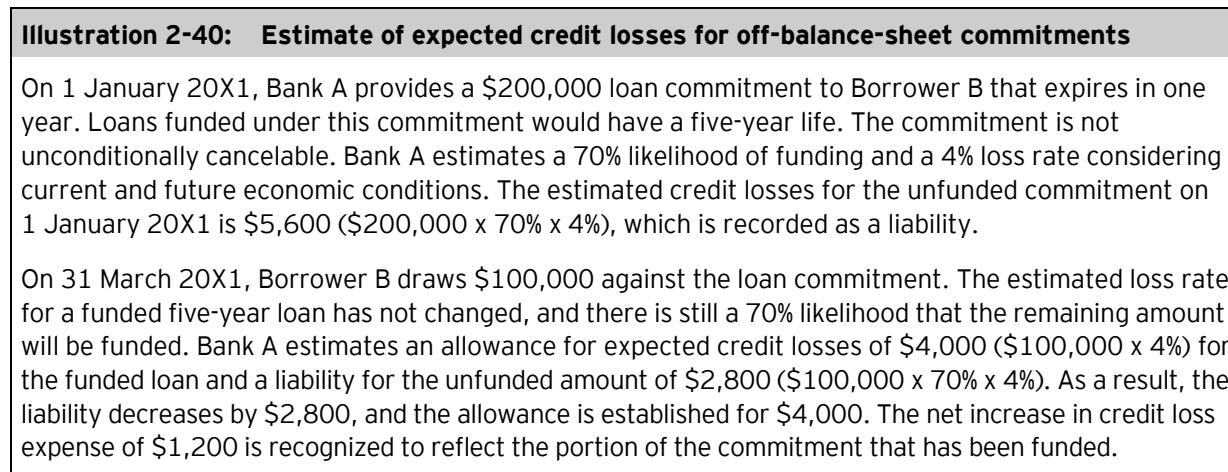 Illustration 2-40: Estimate of expected credit losses for off-balance-sheet commitments
On 1 January 20X1, Bank A provides a $200,000 loan commitment to Borrower B that expires in one
year. Loans funded under this commitment would have a five-year life. The commitment is not
unconditionally cancelable. Bank A estimates a 70% likelihood of funding and a 4% loss rate considering
current and future economic conditions. The estimated credit losses for the unfunded commitment on
1 January 20X1 is $5,600 ($200,000 x 70% x 4%), which is recorded as a liability.
On 31 March 20X1, Borrower B draws $100,000 against the loan commitment. The estimated loss rate
for a funded five-year loan has not changed, and there is still a 70% likelihood that the remaining amount
will be funded. Bank A estimates an allowance for expected credit losses of $4,000 ($100,000 x 4%) for
the funded loan and a liability for the unfunded amount of $2,800 ($100,000 x 70% x 4%). As a result, the
liability decreases by $2,800, and the allowance is established for $4,000. The net increase in credit loss
expense of $1,200 is recognized to reflect the portion of the commitment that has been funded.